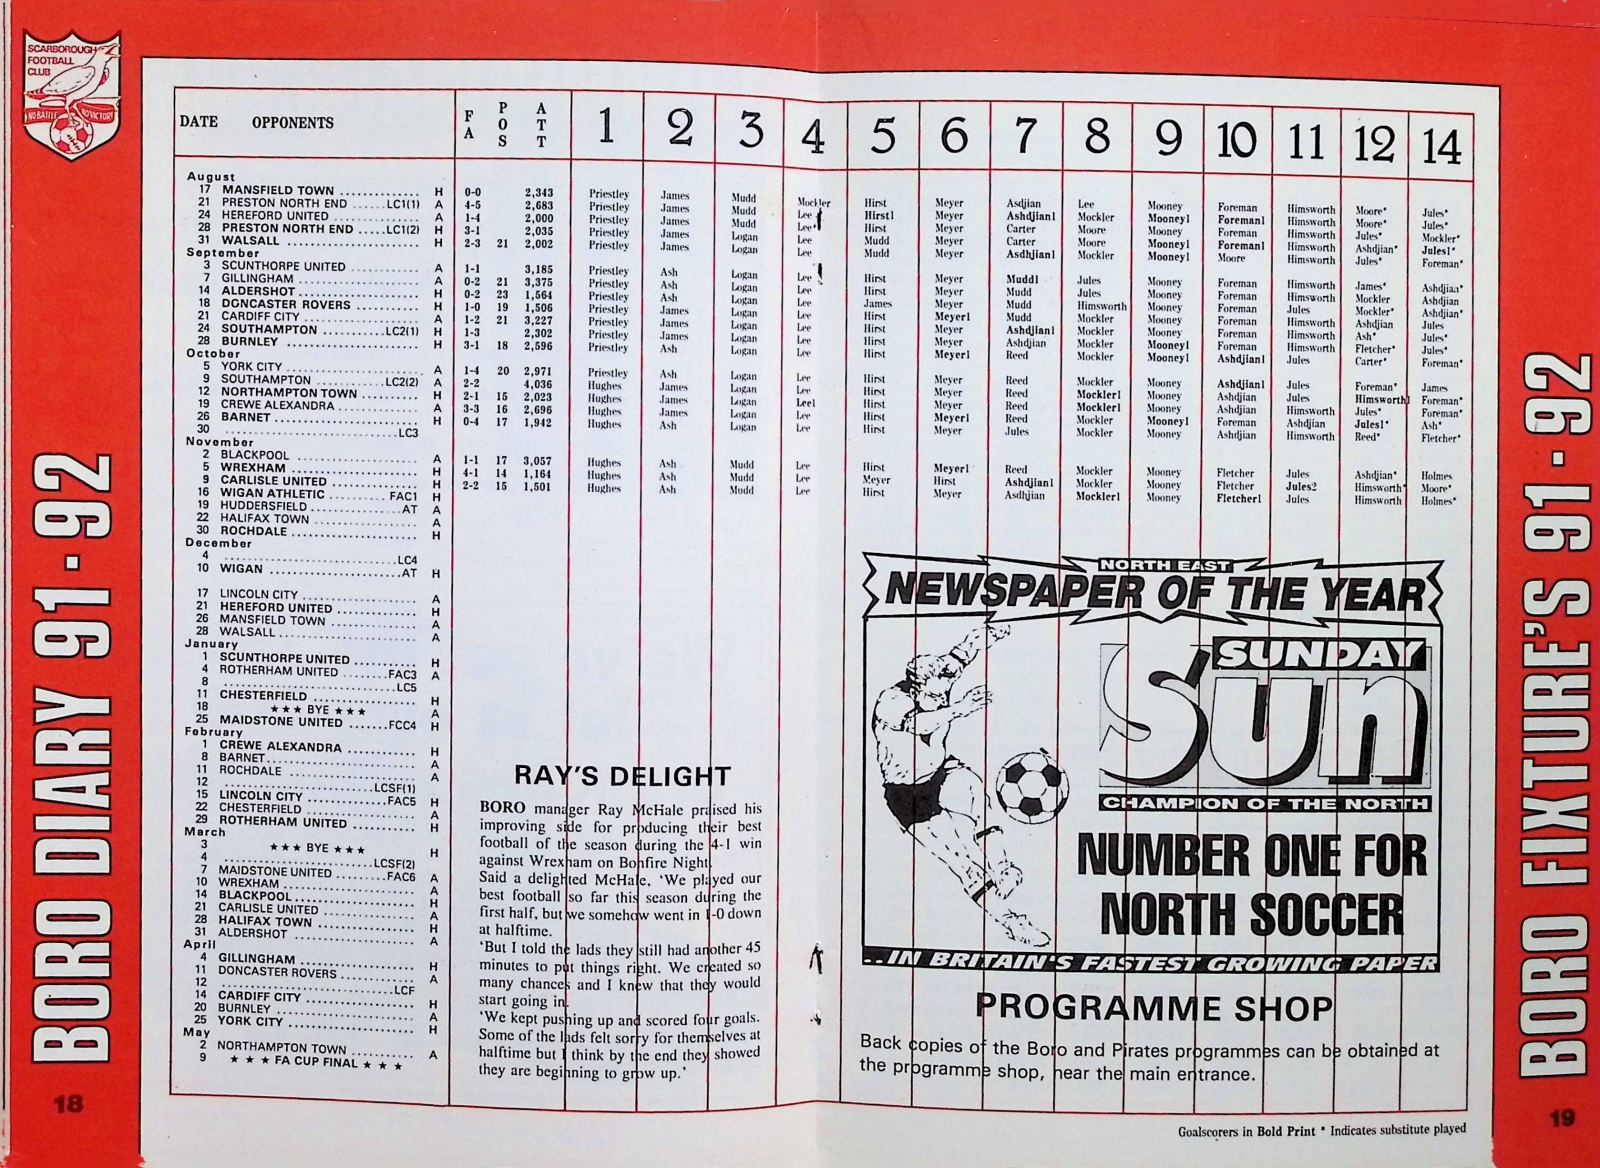 SCARBOROUGH
FOOTBALL
CLUB
NO BATTLE NO VICTORY
BORO DIARY 91-92
DATE OPPONENTS FA POS ATT 1 2 3 4 5 6 7 8 9 10 11 12 14
August
17 MANSFIELD TOWN .............. H 0-0 2,343 Priestley James Mudd Mockler Hirst Meyer Asdjian Lee Mooney Foreman Himsworth Moore* Jules*
21 PRESTON NORTH END ......LC1(1) A 4-5 2,683 Priestley James Mudd Lee Hirst1 Meyer Ashdjian1 Mockler Mooney1 Foreman1 Himsworth Moore* Jules*
24 HEREFORD UNITED .............. A 1-4 2,000 Priestley James Mudd Lee Hirst Meyer Carter Moore Mooney Foreman Himsworth Jules* Mockler*
28 PRESTON NORTH END .....LC1(2) H 3-1 2,035 Priestley James Logan Lee Mudd Meyer Carter Moore Mooney1 Foreman1 Himsworth Ashdjian* Jules1*
31 WALSALL ...................... H 2-3 21 2,002 Priestley James Logan Lee Mudd Meyer Asdhjian1 Mockler Mooney1 Moore Himsworth Jules* Foreman*
September
3 SCUNTHORPE UNITED ............ A 1-1 3,185 Priestley Ash Logan Lee Hirst Meyer Mudd1 Jules Mooney Foreman Himsworth James* Ashdjian*
7 GILLINGHAM ................... A 0-2 21 3,375 Priestley Ash Logan Lee Hirst Meyer Mudd Jules Mooney Foreman Himsworth Mockler Ashdjian
14 ALDERSHOT .................... H 0-2 23 1,564 Priestley Ash Logan Lee James Meyer Mudd Himsworth Mooney Foreman Jules Mockler* Ashdjian*
18 DONCASTER ROVERS ............. H 1-0 19 1,506 Priestley James Logan Lee Hirst Meyer1 Mudd Mockler Mooney Foreman Himsworth Ashdjian Jules
21 CARDIFF CITY ................. A 1-2 21 3,227 Priestley James Logan Lee Hirst Meyer Ashdjian1 Mockler Mooney Foreman Himsworth Ash* Jules*
24 SOUTHAMPTON ...........LC2(1) H 1-3 2,302 Priestley James Logan Lee Hirst Meyer Ashdjian Mockler Mooney1 Foreman Himsworth Fletcher* Jules*
28 BURNLEY ...................... H 3-1 18 2,596 Priestley Ash Logan Lee Hirst Meyer1 Reed Mockler Mooney1 Ashdjian1 Jules Carter* Foreman*
October
5 YORK CITY .................... A 1-4 20 2,971 Priestley Ash Logan Lee Hirst Meyer Reed Mockler Mooney Ashdjian1 Jules Foreman* James
9 SOUTHAMPTON ...........LC2(2) A 2-2 4,036 Hughes James Logan Lee Hirst Meyer Reed Mockler1 Mooney Ashdjian Jules Himsworth1 Foreman*
12 NORTHAMPTON TOWN ............. H 2-1 15 2,023 Hughes James Logan Lee1 Hirst Meyer Reed Mockler1 Mooney Ashdjian Himsworth Jules* Foreman*
19 CREWE ALEXANDRA .............. A 3-3 16 2,696 Hughes James Logan Lee Hirst Meyer1 Reed Mockler Mooney1 Foreman Ashdjian Jules1* Ash*
26 BARNET ....................... H 0-4 17 1,942 Hughes Ash Logan Lee Hirst Meyer Jules Mockler Mooney Ashdjian Himsworth Reed* Fletcher*
30 .............................LC3
November
2 BLACKPOOL .................... A 1-1 17 3,057 Hughes Ash Mudd Lee Hirst Meyer1 Reed Mockler Mooney Fletcher Jules Ashdjian* Holmes
5 WREXHAM ...................... H 4-1 14 1,164 Hughes Ash Mudd Lee Meyer Hirst Ashdjian1 Mockler Mooney Fletcher Jules2 Himsworth* Moore*
9 CARLISLE UNITED .............. H 2-2 15 1,501 Hughes Ash Mudd Lee Hirst Meyer Asdhjian Mockler1 Mooney Fletcher1 Jules Himsworth Holmes*
16 WIGAN ATHLETIC ......... FAC1 H
19 HUDDERSFIELD ...............AT A
22 HALIFAX TOWN ................. A
30 ROCHDALE ..................... H
December
4 ..............................LC4
10 WIGAN ......................AT H
17 LINCOLN CITY ................. A
21 HEREFORD UNITED .............. H
26 MANSFIELD TOWN ............... A
28 WALSALL ...................... A
January
1 SCUNTHORPE UNITED ............ H
4 ROTHERHAM UNITED ........FAC3 A
8 ..............................LC5
11 CHESTERFIELD ................. H
18 ★★★ BYE ★★★ A
25 MAIDSTONE UNITED .......FCC4 H
February
1 CREWE ALEXANDRA .............. H
8 BARNET........................ A
11 ROCHDALE ..................... A
12 ..........................LCSF(1)
15 LINCOLN CITY ..............FAC5 H
22 CHESTERFIELD ................. A
29 ROTHERHAM UNITED ............. H
March
3 ★★★ BYE ★★★ H
4 ..........................LCSF(2)
7 MAIDSTONE UNITED ........FAC6 A
10 WREXHAM ...................... A
14 BLACKPOOL..................... H
21 CARLISLE UNITED .............. A
28 HALIFAX TOWN ................. H
31 ALDERSHOT .................... A
April
4 GILLINGHAM ................... H
11 DONCASTER ROVERS ............. A
12 .............................LCF
14 CARDIFF CITY ................. H
20 BURNLEY ...................... A
25 YORK CITY .................... H
May
2 NORTHAMPTON TOWN ............. A
9 ★ ★ ★ FA CUP FINAL ★ ★ ★
18
RAY'S DELIGHT
BORO manager Ray McHale praised his
improving side for producing their best
football of the season during the 4-1 win
against Wrexham on Bonfire Night.
Said a delighted McHale, 'We played our
best football so far this season during the
first half, but we somehow went in 1-0 down
at halftime.
'But I told the lads they still had another 45
minutes to put things right. We created so
many chances and I knew that they would
start going in.
'We kept pushing up and scored four goals.
Some of the lads felt sorry for themselves at
halftime but I think by the end they showed
they are beginning to grow up.'
NORTH EAST
NEWSPAPER OF THE YEAR
SUNDAY
Sun
CHAMPION OF THE NORTH
NUMBER ONE FOR
NORTH SOCCER
...IN BRITAIN'S FASTEST GROWING PAPER
PROGRAMME SHOP
Back copies of the Boro and Pirates programmes can be obtained at
the programme shop, near the main entrance.
Goalscorers in Bold Print * Indicates substitute played
BORO FIXTURE'S 91-92
19